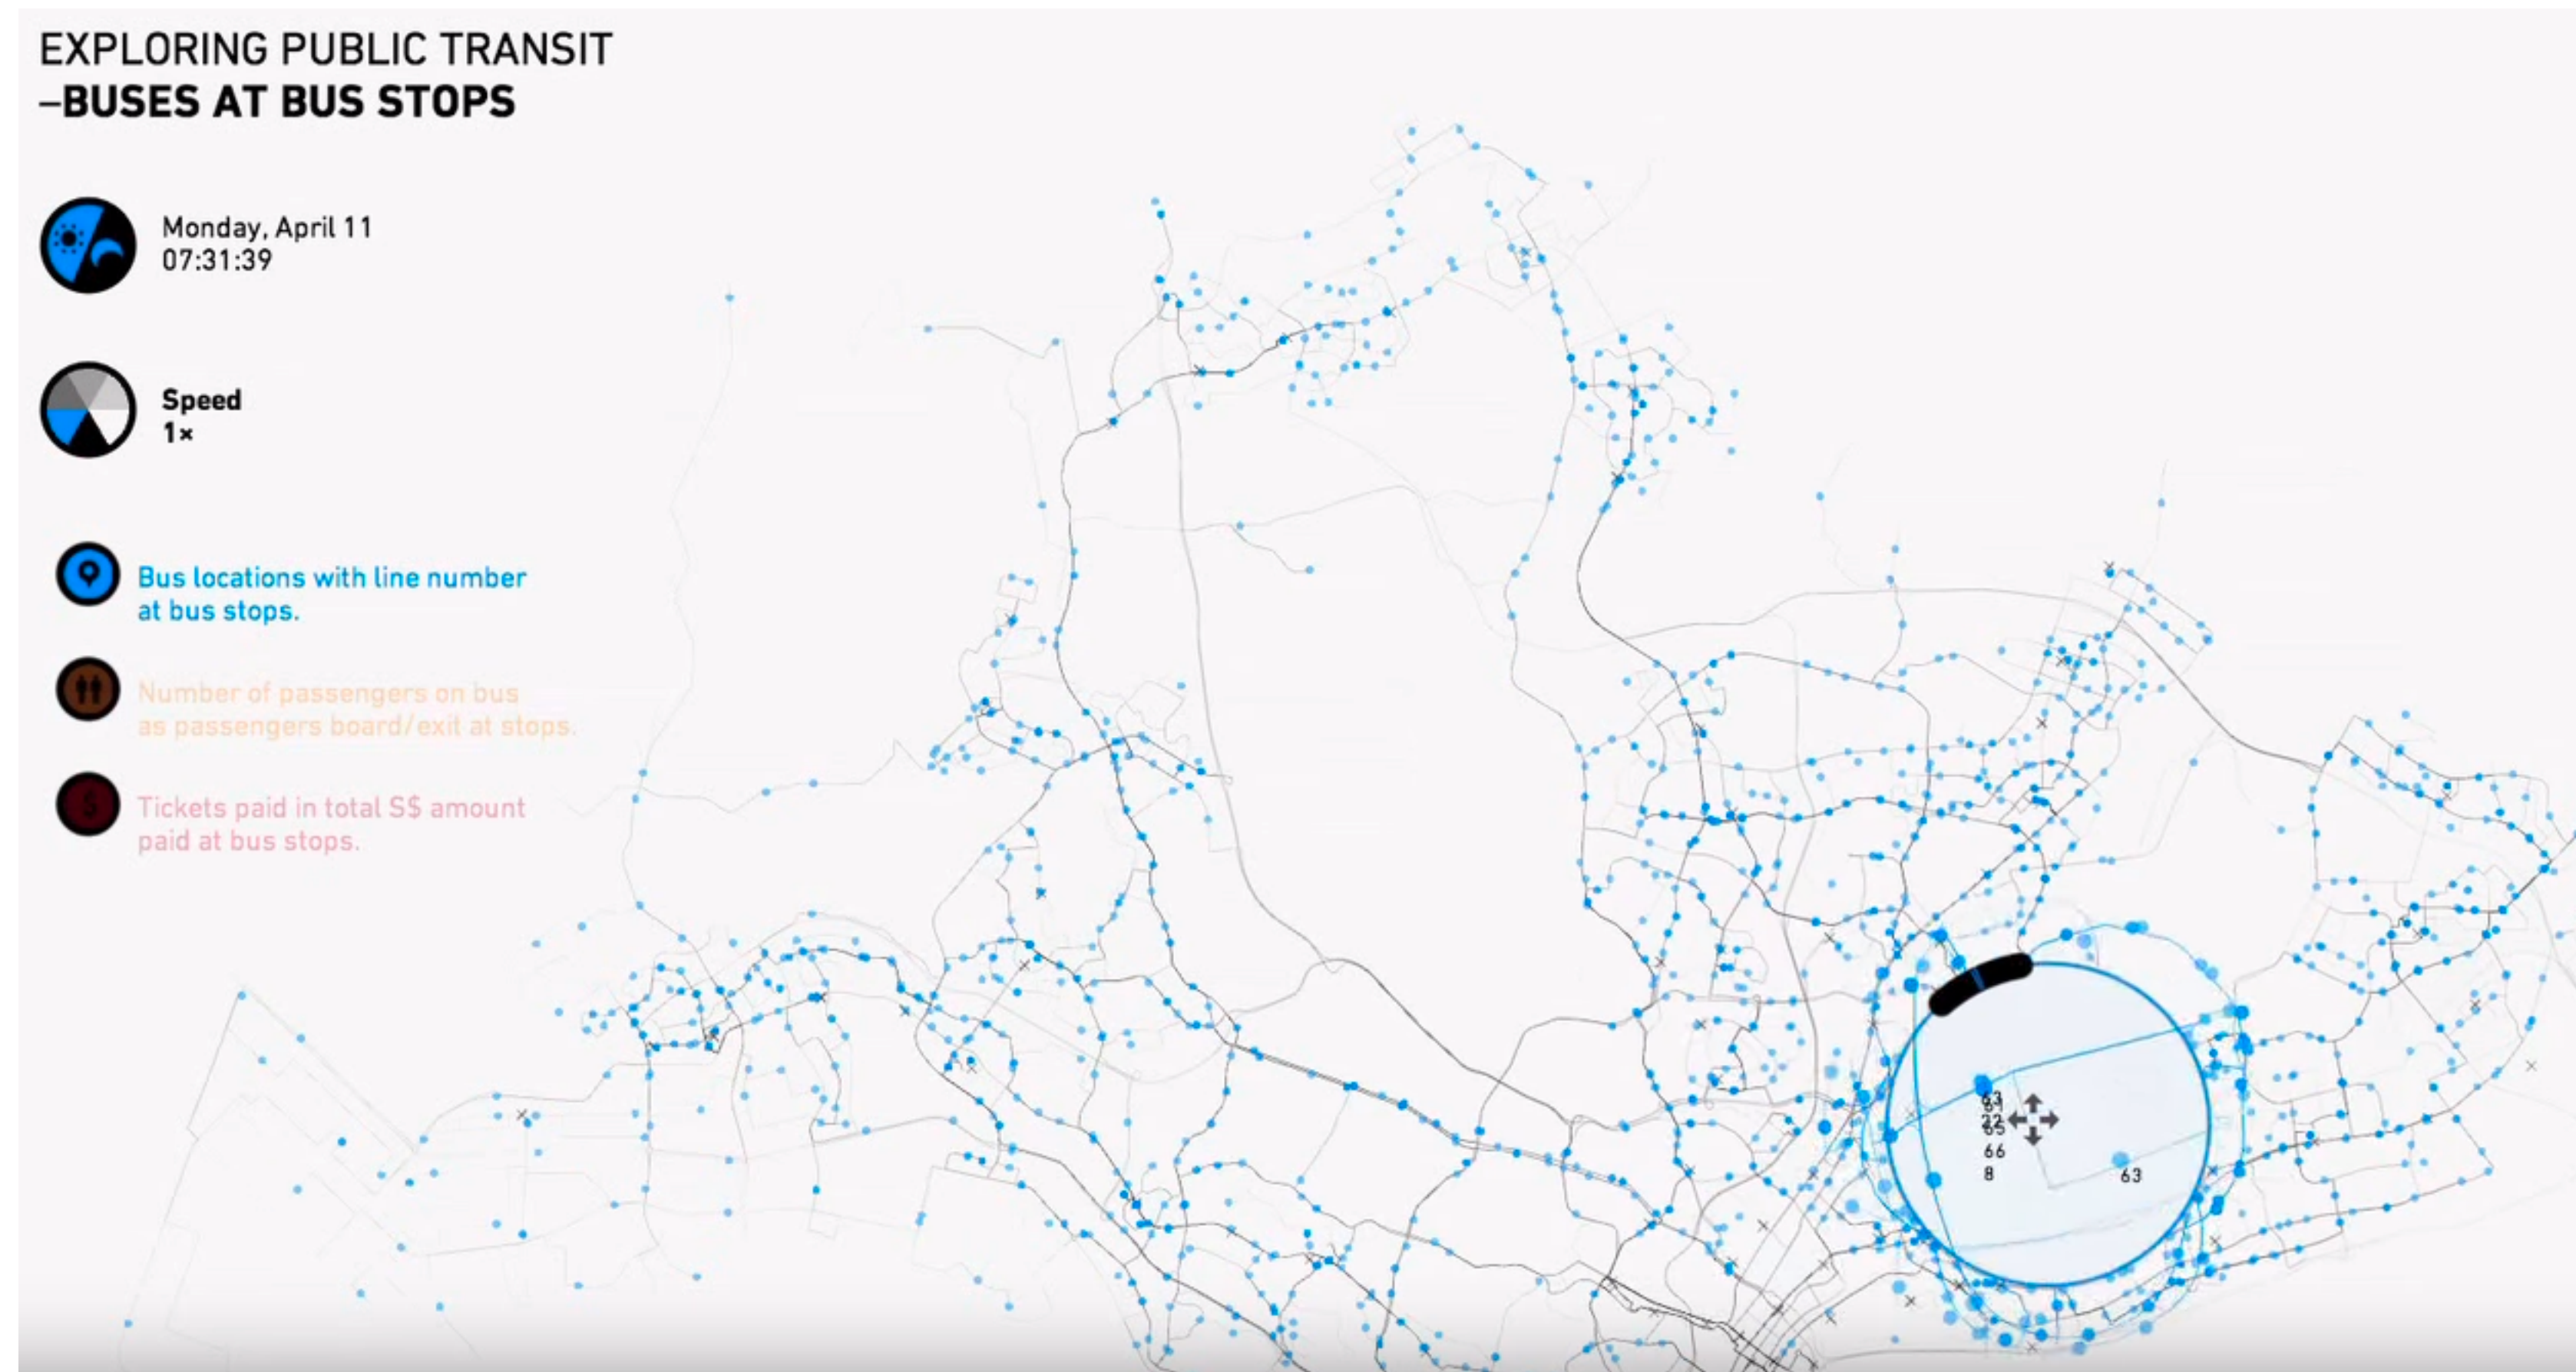 EXPLORING PUBLIC TRANSIT
–BUSES AT BUS STOPS
Monday, April 11
07:31:39
Speed
1×
Bus locations with line number
at bus stops.
Number of passengers on bus
as passengers board/exit at stops.
$
Tickets paid in total S$ amount
paid at bus stops.
63
66
8
63